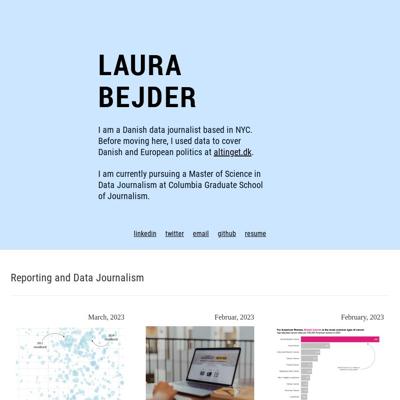 LAURA
BEJDER
I am a Danish data journalist based in NYC.
Before moving here, I used data to cover
Danish and European politics at altinget.dk.
I am currently pursuing a Master of Science in
Data Journalism at Columbia Graduate School
of Journalism.
linkedin twitter email github resume
Reporting and Data Journalism
March, 2023
Februar, 2023
February, 2023